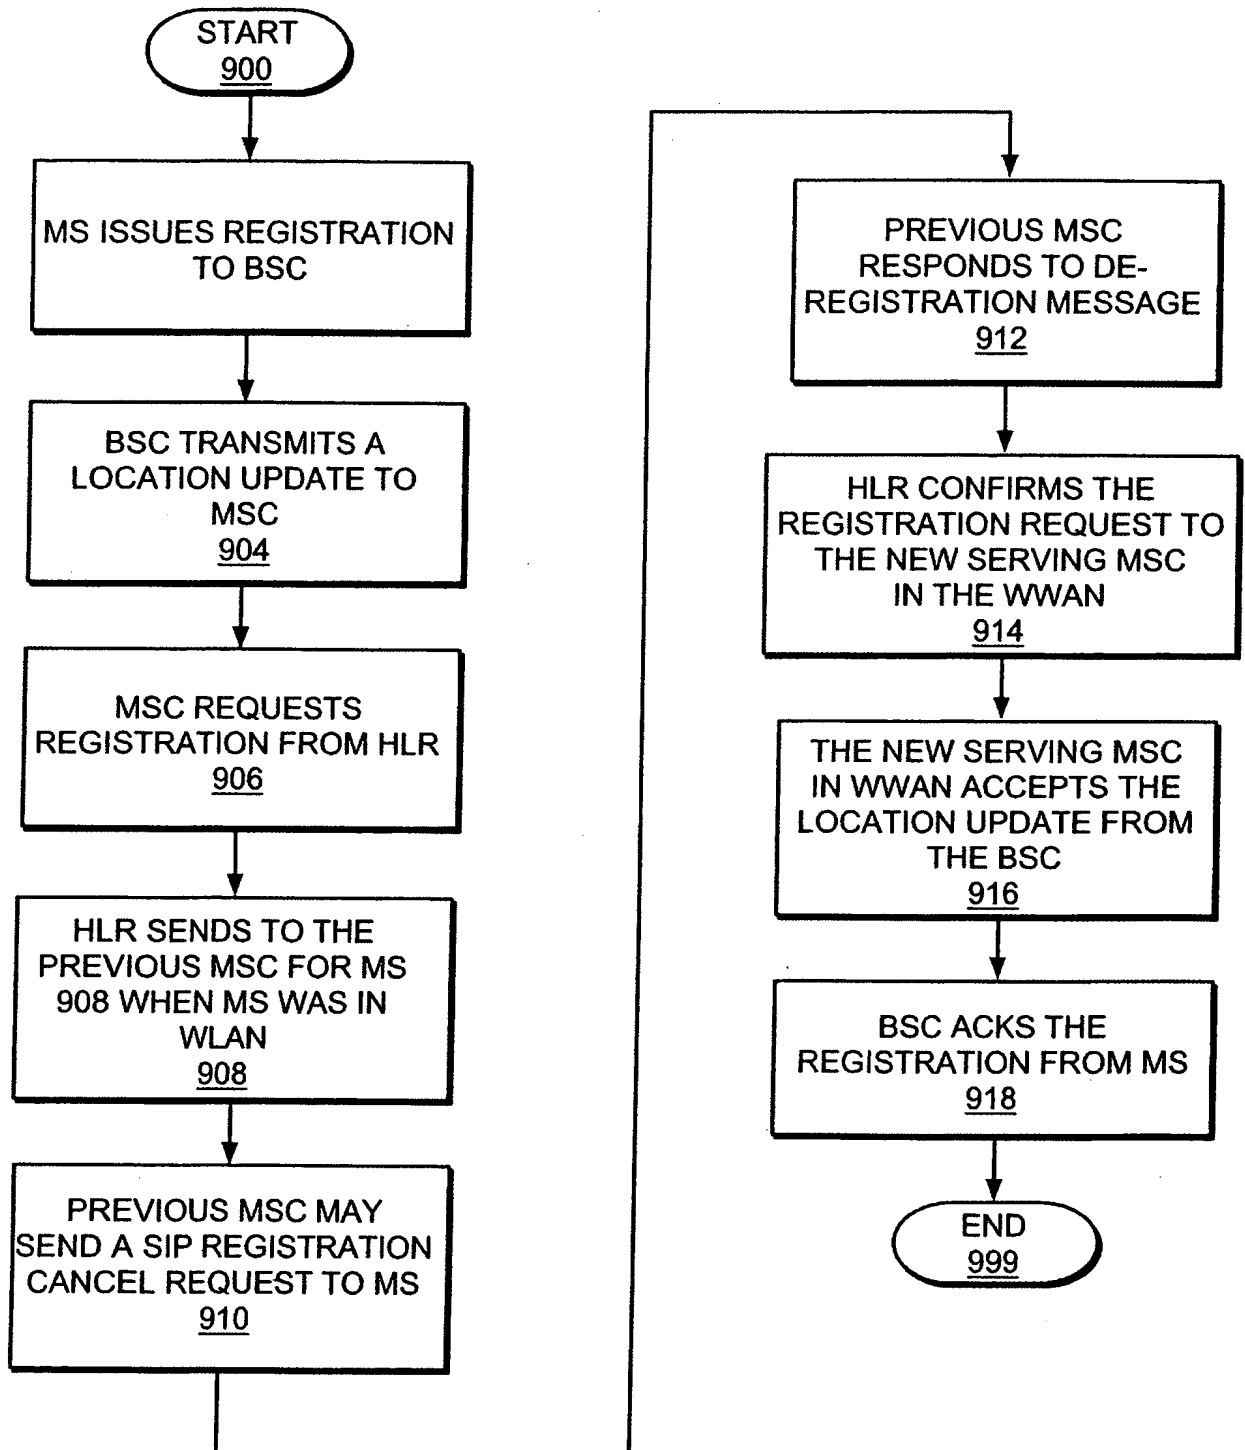 START
900
MS ISSUES REGISTRATION
TO BSC
BSC TRANSMITS A
LOCATION UPDATE TO
MSC
904
MSC REQUESTS
REGISTRATION FROM HLR
906
HLR SENDS TO THE
PREVIOUS MSC FOR MS
908 WHEN MS WAS IN
WLAN
908
PREVIOUS MSC MAY
SEND A SIP REGISTRATION
CANCEL REQUEST TO MS
910
PREVIOUS MSC
RESPONDS TO DE-
REGISTRATION MESSAGE
912
HLR CONFIRMS THE
REGISTRATION REQUEST TO
THE NEW SERVING MSC
IN THE WWAN
914
THE NEW SERVING MSC
IN WWAN ACCEPTS THE
LOCATION UPDATE FROM
THE BSC
916
BSC ACKS THE
REGISTRATION FROM MS
918
END
999